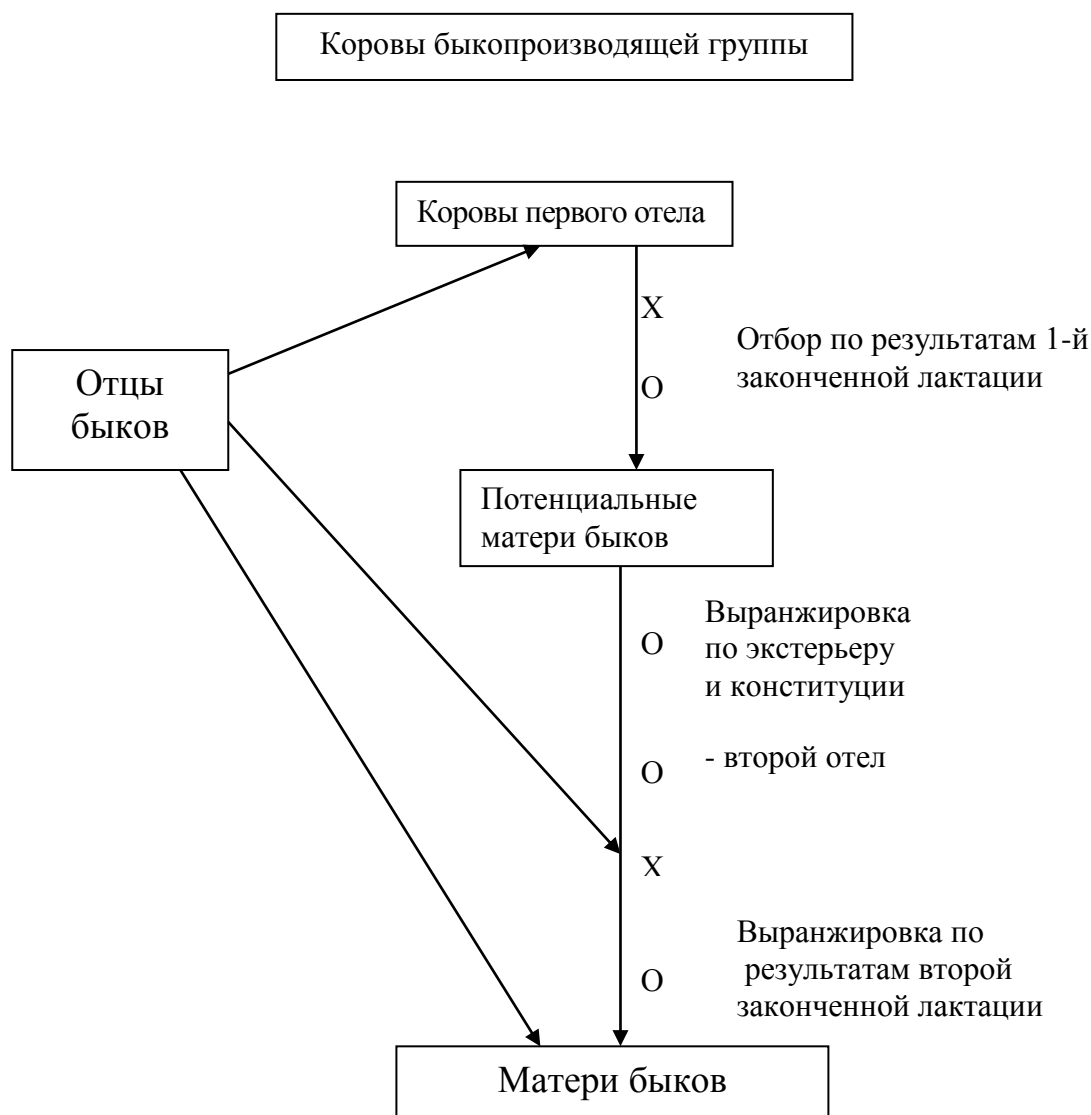 Коровы быкопроизводящей группы
Коровы первого отела
X
Отбор по результатам 1-й
законченной лактации
O
Отцы
быков
Потенциальные
матери быков
Выранжировка
по экстерьеру
и конституции
O
- второй отел
O
X
Выранжировка по
результатам второй
законченной лактации
O
Матери быков